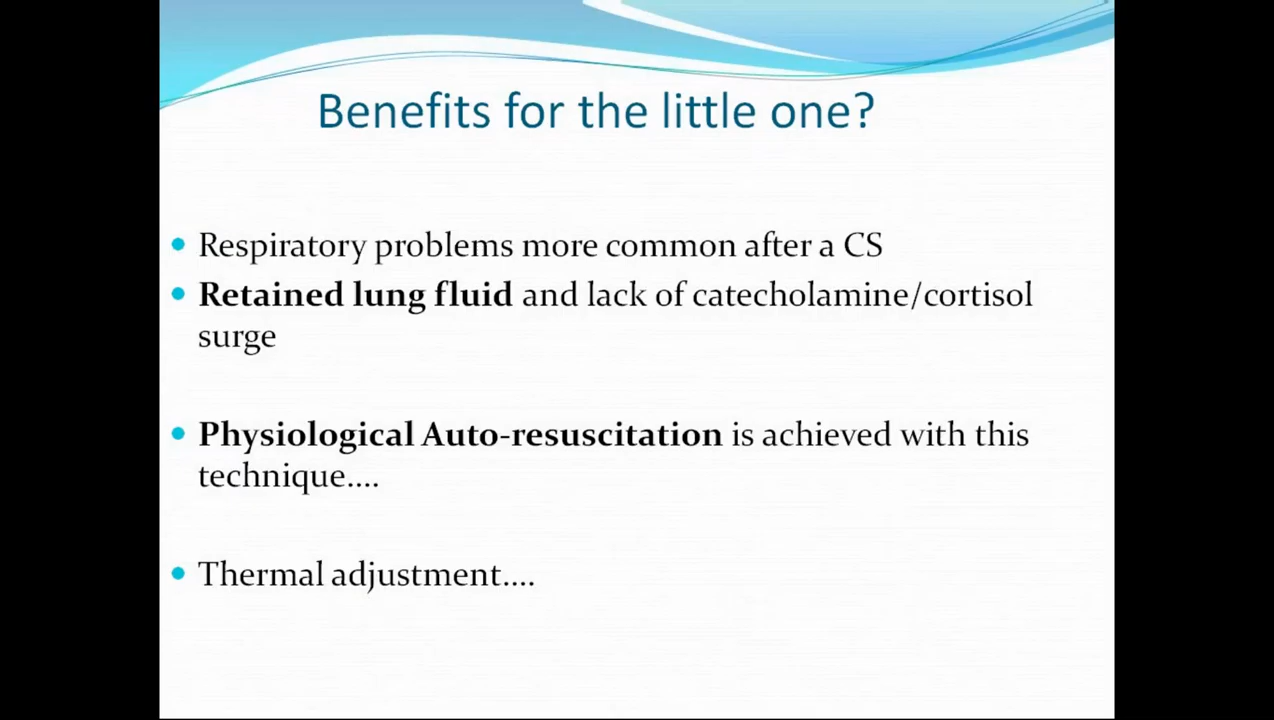 Benefits for the little one?
• Respiratory problems more common after a CS
• Retained lung fluid and lack of catecholamine/cortisol
surge
• Physiological Auto-resuscitation is achieved with this
technique....
• Thermal adjustment....